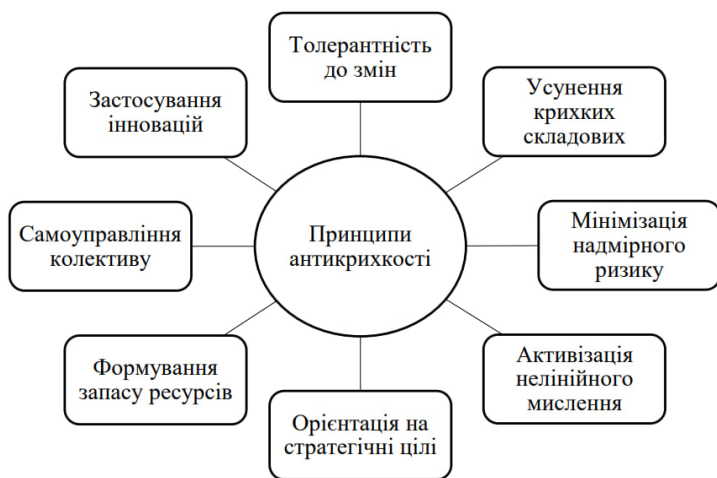 Толерантність
до змін
Усунення
крихких
складових
Мінімізація
надмірного
ризику
Активізація
нелінійного
мислення
Орієнтація на
стратегічні цілі
Формування
запасу ресурсів
Самоуправління
колективу
Застосування
інновацій
Принципи
антикрихкості